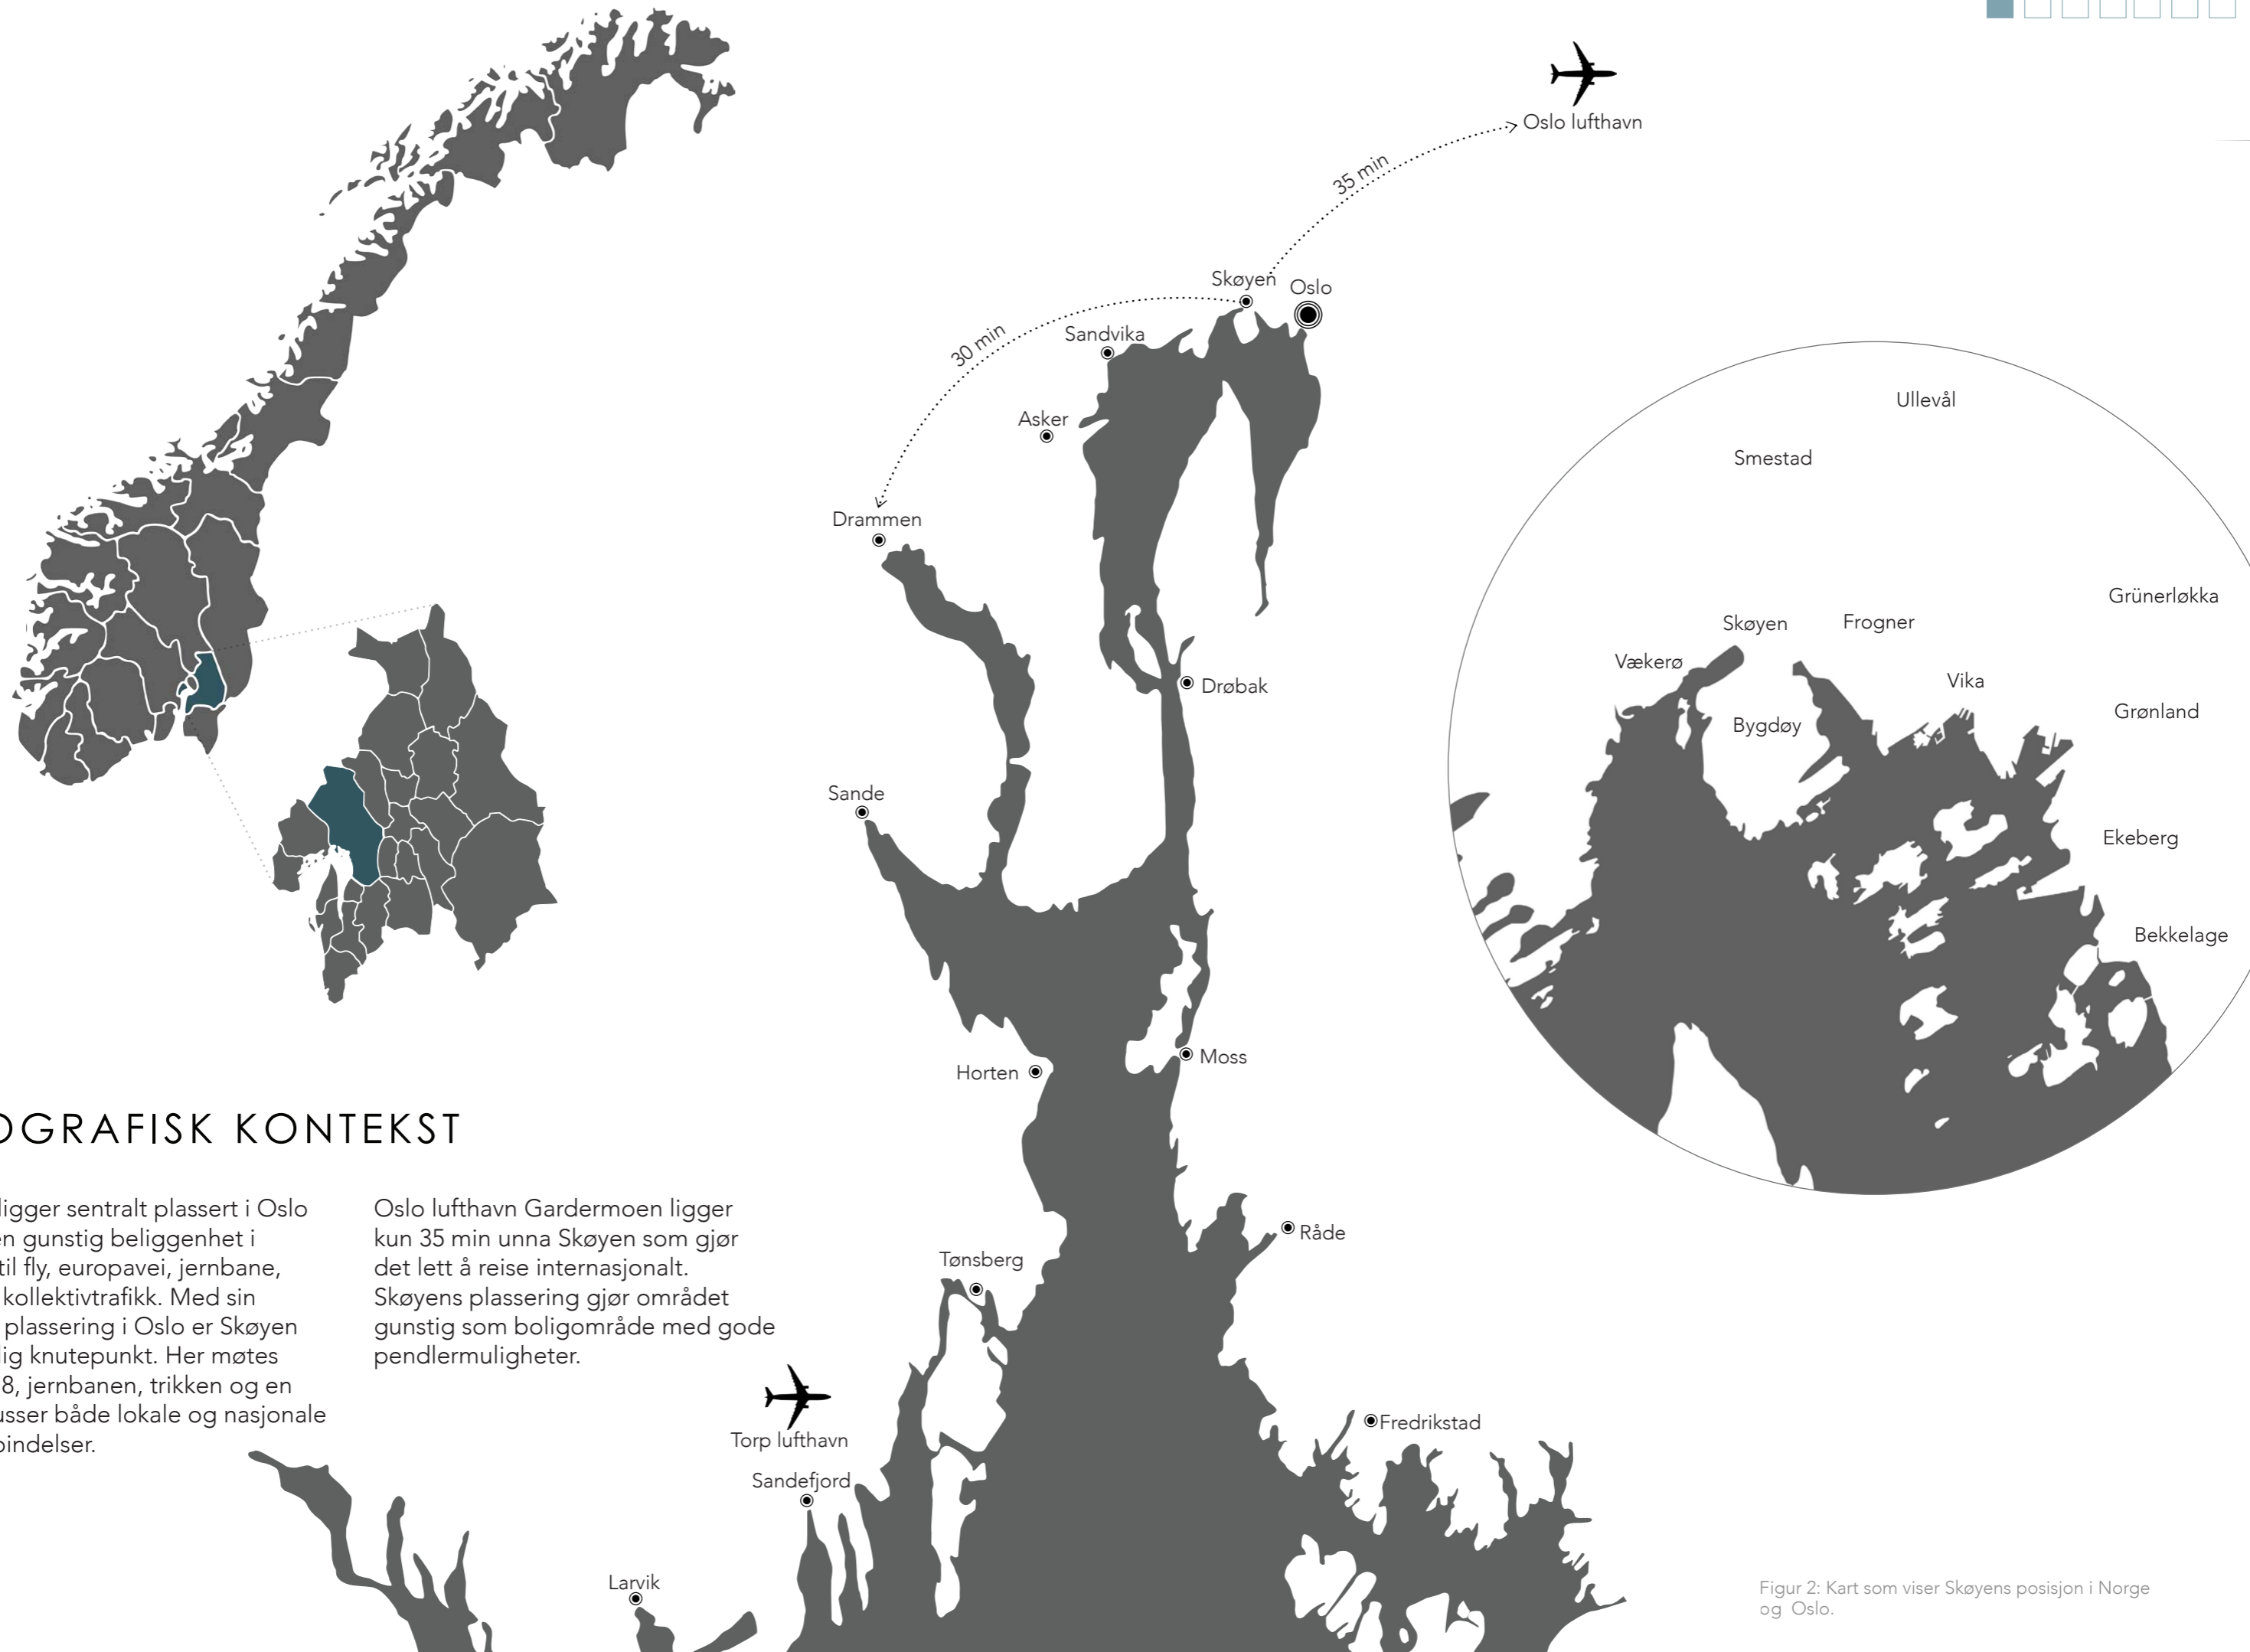 Oslo lufthavn
35 min
Skøyen
Oslo
30 min
Sandvika
Asker
Drammen
Drøbak
Sande
Moss
Horten
Råde
Tønsberg
Fredrikstad
Torp lufthavn
Sandefjord
Larvik
Ullevål
Smestad
Grünerløkka
Skøyen
Frogner
Vækerø
Vika
Bygdøy
Grønland
Ekeberg
Bekkelage
OGRAFISK KONTEKST
ligger sentralt plassert i Oslo
en gunstig beliggenhet i
til fly, europavei, jernbane,
kollektivtrafikk. Med sin
plassering i Oslo er Skøyen
lig knutepunkt. Her møtes
8, jernbanen, trikken og en
usser både lokale og nasjonale
bindelser.
Oslo lufthavn Gardermoen ligger
kun 35 min unna Skøyen som gjør
det lett å reise internasjonalt.
Skøyens plassering gjør området
gunstig som boligområde med gode
pendlermuligheter.
Figur 2: Kart som viser Skøyens posisjon i Norge
og Oslo.